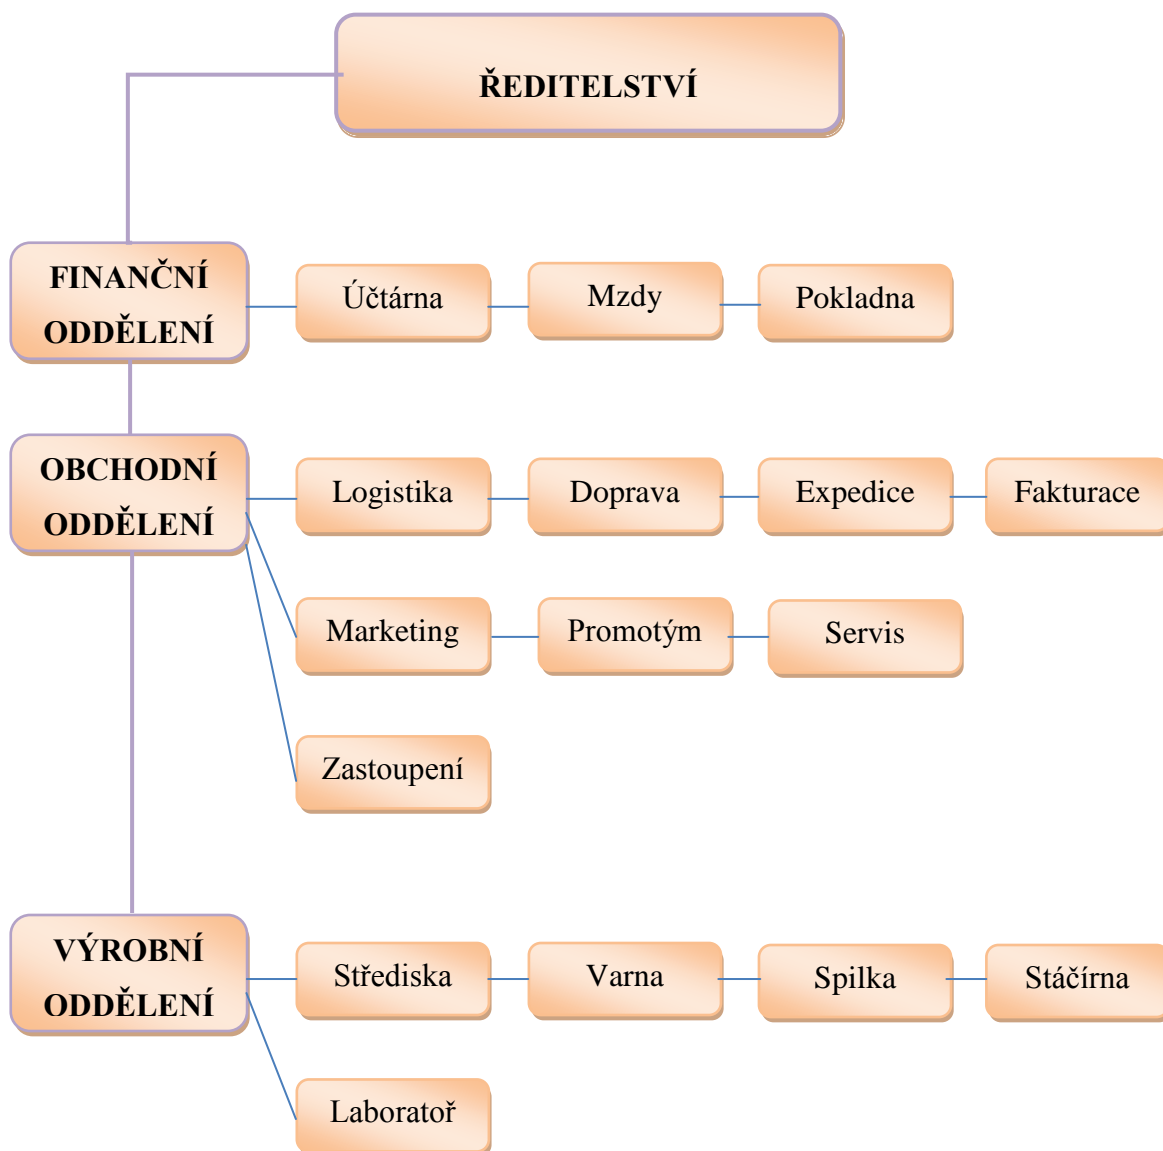 ŘEDITELSTVÍ
FINANČNÍ
ODDĚLENÍ
Účtárna
Mzdy
Pokladna
OBCHODNÍ
ODDĚLENÍ
Logistika
Doprava
Expedice
Fakturace
Marketing
Promotým
Servis
Zastoupení
VÝROBNÍ
ODDĚLENÍ
Střediska
Varna
Spilka
Stáčírna
Laboratoř